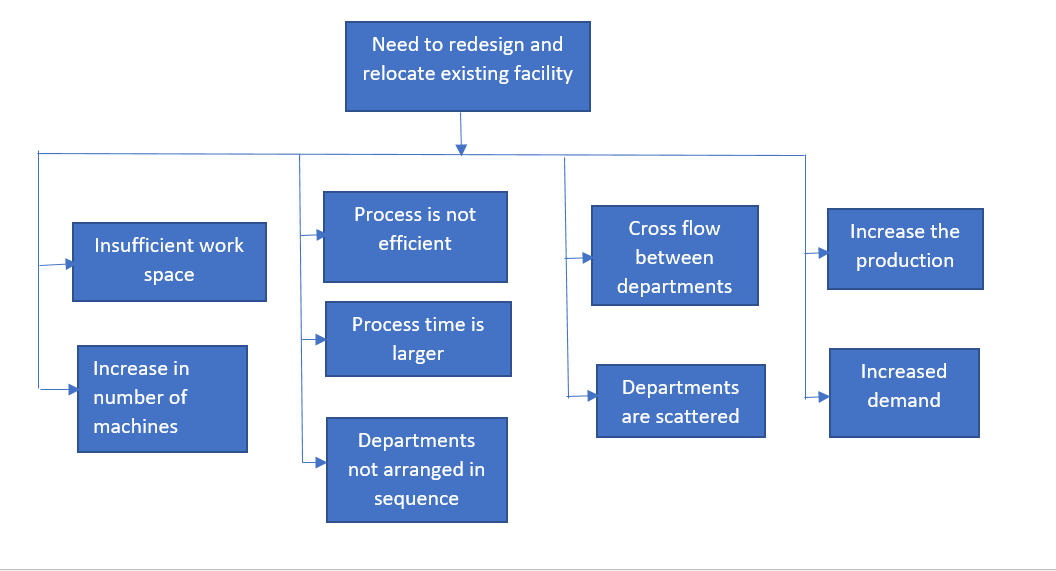 Need to redesign and
relocate existing facility
Insufficient work
space
Increase in
number of
machines
Process is not
efficient
Process time is
larger
Departments
not arranged in
sequence
Cross flow
between
departments
Departments
are scattered
Increase the
production
Increased
demand